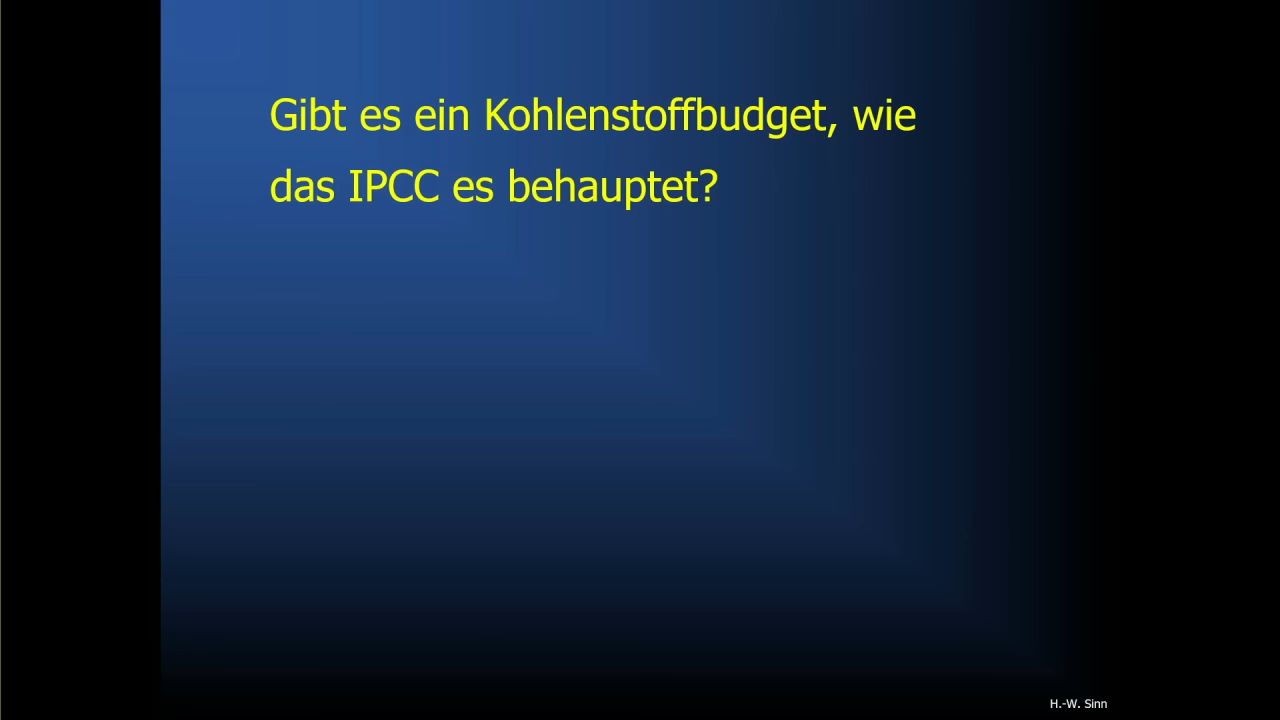 Gibt es ein Kohlenstoffbudget, wie
das IPCC es behauptet?
H.-W. Sinn